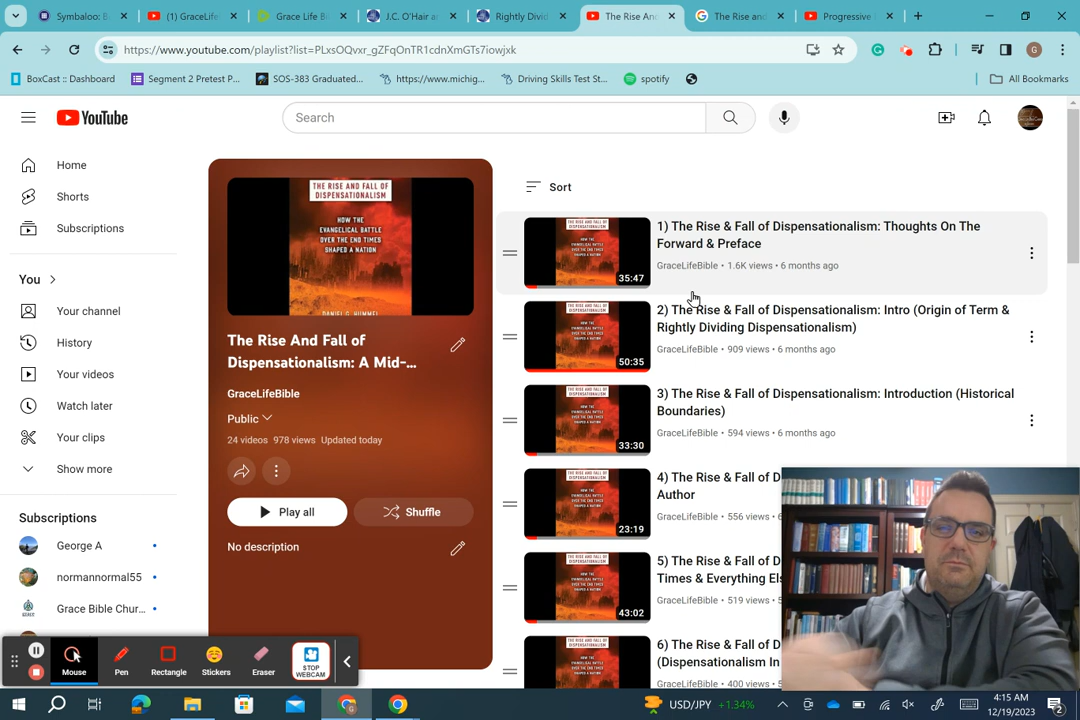 Symbaloo: B
(1) GraceLife
Grace Life B
J.C. O'Hair a
Rightly Divid
The Rise And
The Rise and
Progressive
https://www.youtube.com/playlist?list=PLxsOQvxr_gZFqOnTR1cdnXmGTs7iowjxk
BoxCast :: Dashboard
Segment 2 Pretest P...
SOS-383 Graduated...
https://www.michig...
Driving Skills Test St...
spotify
All Bookmarks
YouTube
Search
Home
Shorts
Subscriptions
You
Your channel
History
Your videos
Watch later
Your clips
Show more
Subscriptions
George A
normannormal55
Grace Bible Chur...
THE RISE AND FALL OF
DISPENSATIONALISM
HOW THE
EVANGELICAL BATTLE
OVER THE END TIMES
SHAPED A NATION
DANIEL G. HUMMEL
The Rise And Fall of
Dispensationalism: A Mid-...
GraceLifeBible
Public
24 videos 978 views Updated today
Play all
Shuffle
No description
Sort
35:47
1) The Rise & Fall of Dispensationalism: Thoughts On The
Forward & Preface
GraceLifeBible • 1.6K views • 6 months ago
50:35
2) The Rise & Fall of Dispensationalism: Intro (Origin of Term &
Rightly Dividing Dispensationalism)
GraceLifeBible • 909 views • 6 months ago
33:30
3) The Rise & Fall of Dispensationalism: Introduction (Historical
Boundaries)
GraceLifeBible • 594 views • 6 months ago
23:19
4) The Rise & Fall of D
Author
GraceLifeBible • 556 views • 6
43:02
5) The Rise & Fall of D
Times & Everything Els
GraceLifeBible • 519 views • 5
6) The Rise & Fall of D
(Dispensationalism In
GraceLifeBible • 400 views • 5
Mouse
Pen
Rectangle
Stickers
Eraser
STOP
WEBCAM
USD/JPY +1.34%
4:15 AM
12/19/2023
2